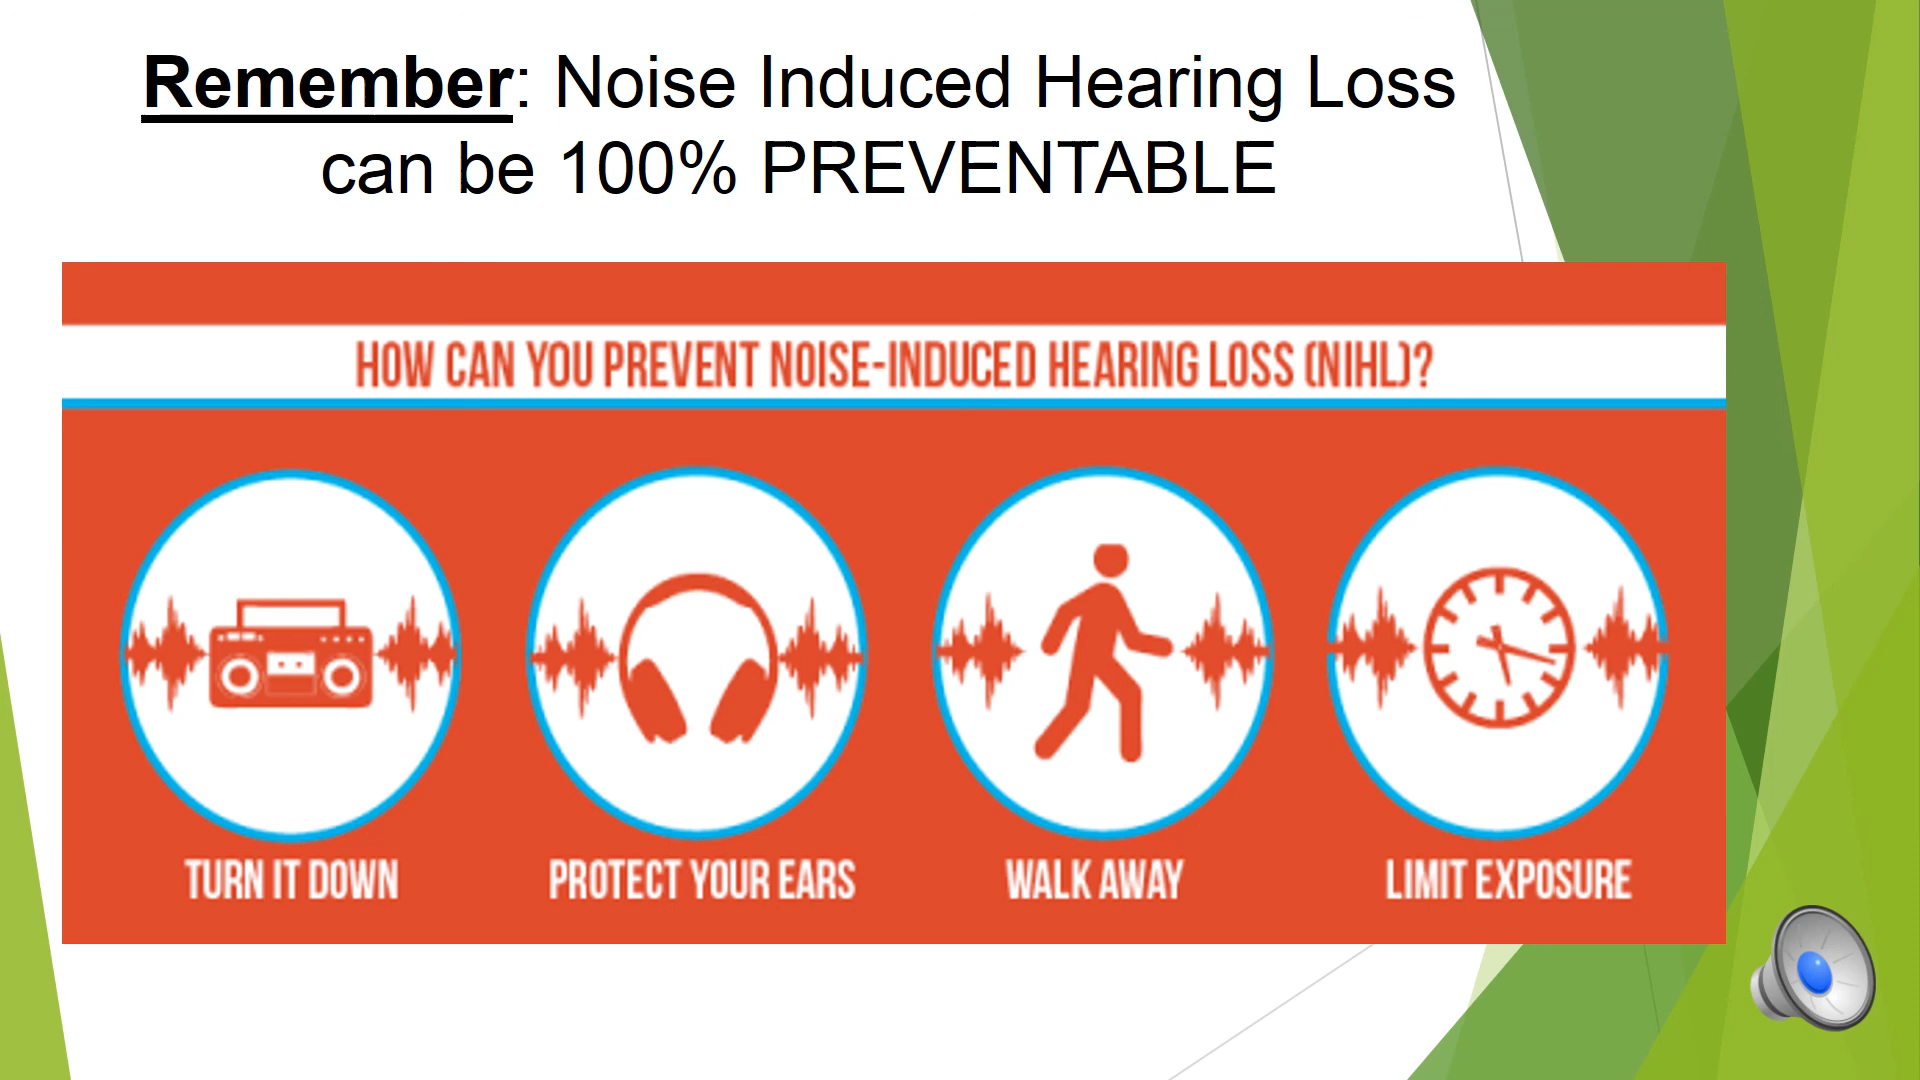 Remember: Noise Induced Hearing Loss
can be 100% PREVENTABLE
HOW CAN YOU PREVENT NOISE-INDUCED HEARING LOSS (NIHL)?
TURN IT DOWN
PROTECT YOUR EARS
WALK AWAY
LIMIT EXPOSURE